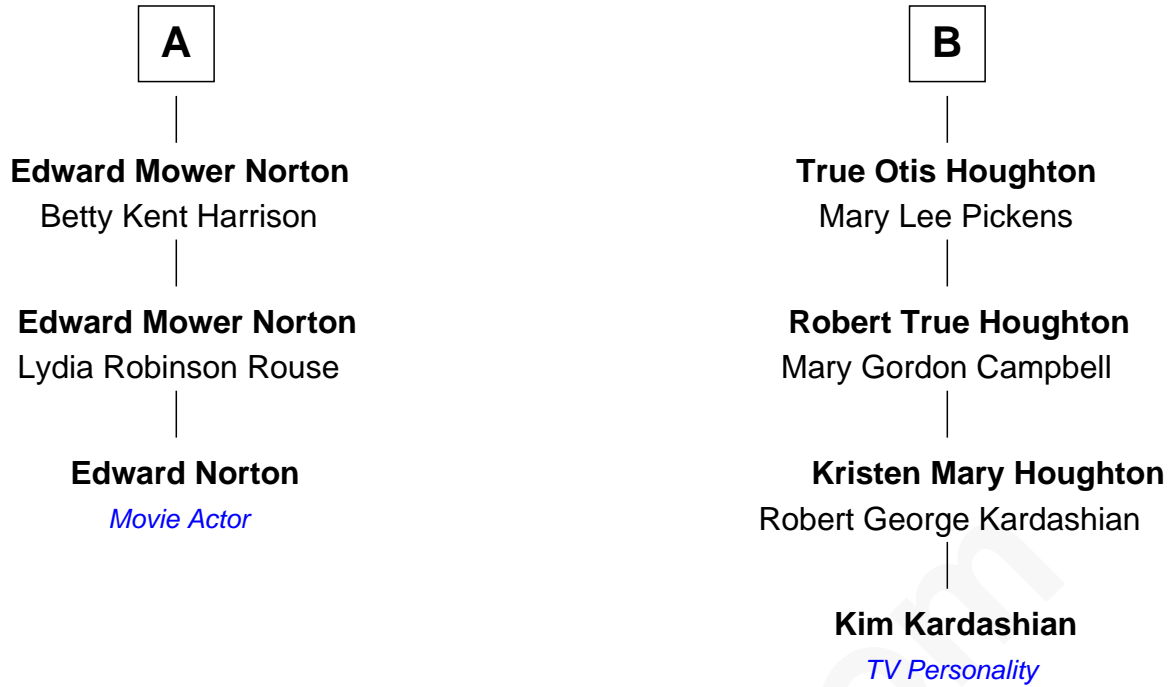 A
Edward Mower Norton
Betty Kent Harrison
Edward Mower Norton
Lydia Robinson Rouse
Edward Norton
Movie Actor
B
True Otis Houghton
Mary Lee Pickens
Robert True Houghton
Mary Gordon Campbell
Kristen Mary Houghton
Robert George Kardashian
Kim Kardashian
TV Personality